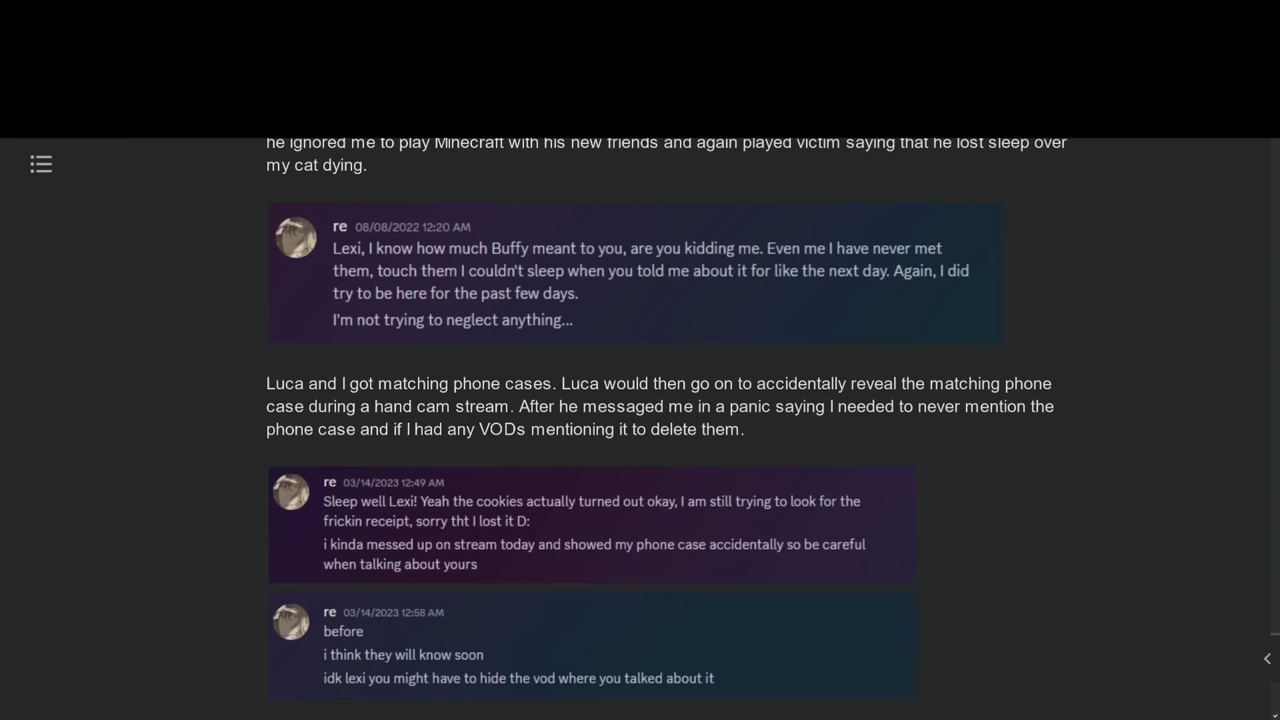 he ignored me to play Minecraft with his new friends and again played victim saying that he lost sleep over
my cat dying.
re 08/08/2022 12:20 AM
Lexi, I know how much Buffy meant to you, are you kidding me. Even me I have never met
them, touch them I couldn't sleep when you told me about it for like the next day. Again, I did
try to be here for the past few days.
I'm not trying to neglect anything...
Luca and I got matching phone cases. Luca would then go on to accidentally reveal the matching phone
case during a hand cam stream. After he messaged me in a panic saying I needed to never mention the
phone case and if I had any VODs mentioning it to delete them.
re 03/14/2023 12:49 AM
Sleep well Lexi! Yeah the cookies actually turned out okay, I am still trying to look for the
frickin receipt, sorry tht I lost it D:
i kinda messed up on stream today and showed my phone case accidentally so be careful
when talking about yours
re 03/14/2023 12:58 AM
before
i think they will know soon
idk lexi you might have to hide the vod where you talked about it